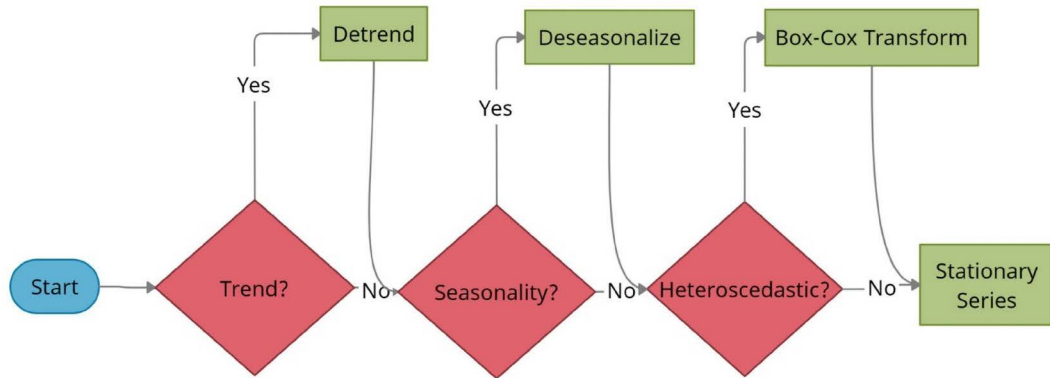 Detrend
Deseasonalize
Box-Cox Transform
Yes
Yes
Yes
Start
Trend?
No
Seasonality?
No
Heteroscedastic?
No
Stationary
Series